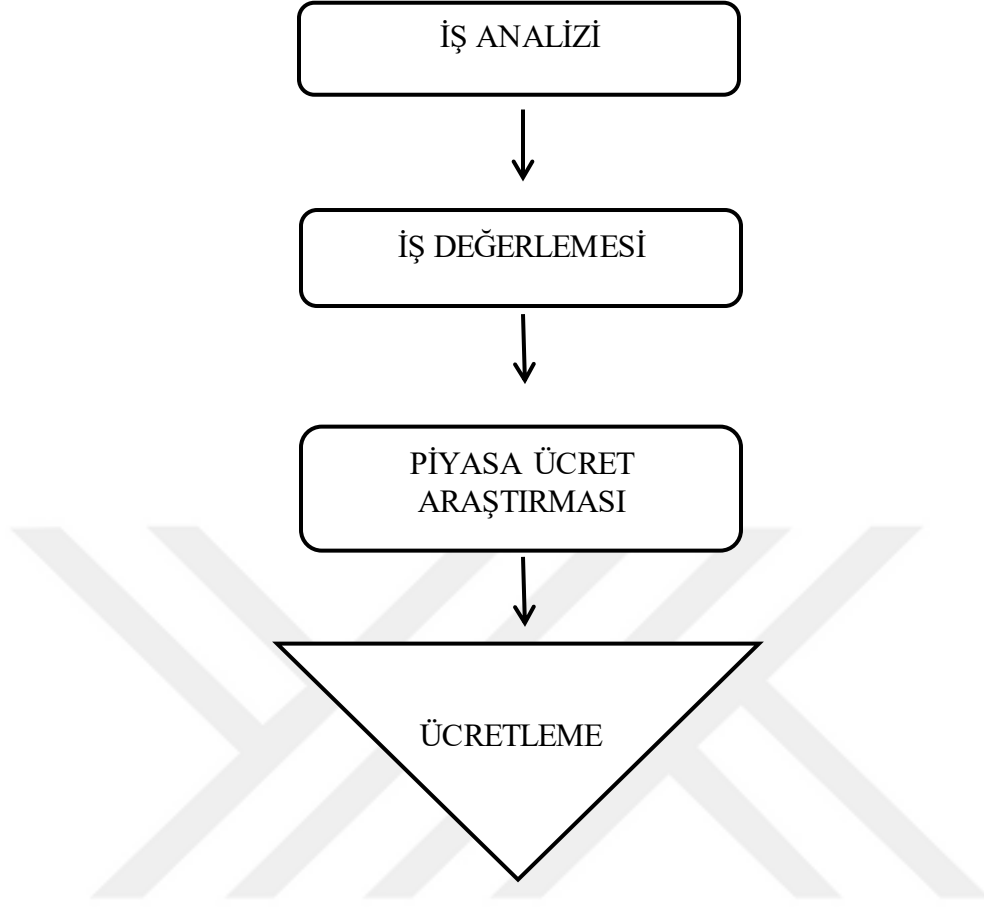 İŞ ANALİZİ
İŞ DEĞERLEMESİ
PİYASA ÜCRET
ARAŞTIRMASI
ÜCRETLEME